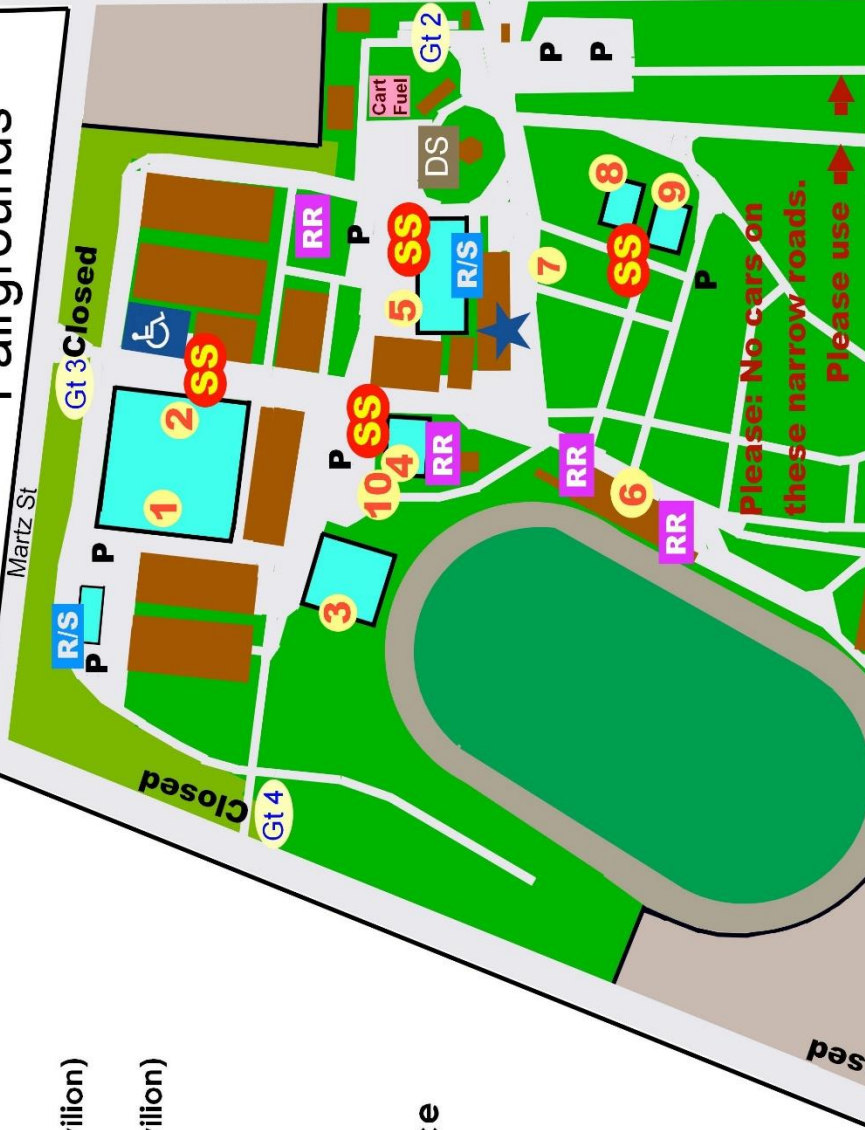 Martz St
Gt 3
Closed
Gt 2
P
P
Cart
Fuel
DS
RR
P
SS
5
R/S
8
9
SS
7
P
2
SS
1
P
R/S
P
P
SS
4
10
RR
3
RR
6
RR
Closed
Gt 4
Please: No cars on
these narrow roads.
Please use